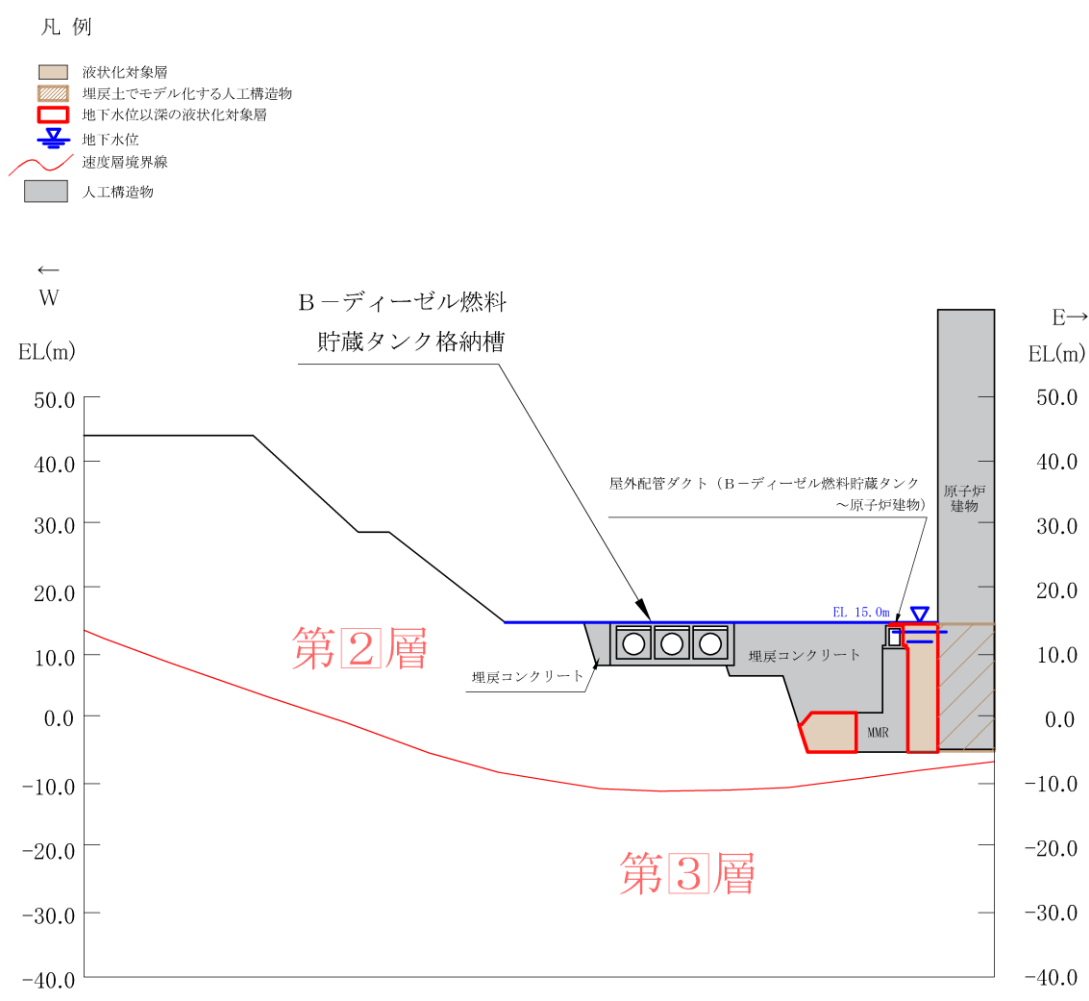 凡 例
液状化対象層
埋戻土でモデル化する人工構造物
地下水位以深の液状化対象層
地下水位
速度層境界線
人工構造物
←
W
EL(m)
B-ディーゼル燃料
貯蔵タンク格納槽
E→
EL(m)
50.0
40.0
30.0
20.0
10.0
0.0
-10.0
-20.0
-30.0
-40.0
屋外配管ダクト(B-ディーゼル燃料貯蔵タンク
～原子炉建物)
原子炉
建物
EL 15.0m
第2層
埋戻コンクリート
埋戻コンクリート
MMR
第3層
50.0
40.0
30.0
20.0
10.0
0.0
-10.0
-20.0
-30.0
-40.0